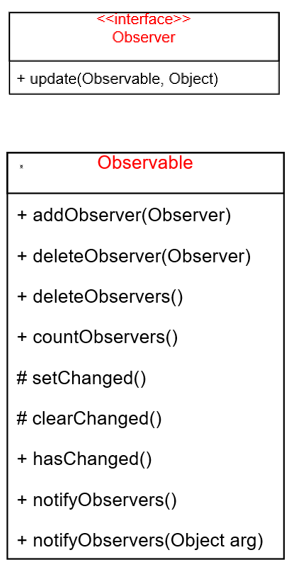 <<interface>>
Observer
+ update(Observable, Object)
Observable
+ addObserver(Observer)
+ deleteObserver(Observer)
+ deleteObservers()
+ countObservers()
# setChanged()
# clearChanged()
+ hasChanged()
+ notifyObservers()
+ notifyObservers(Object arg)